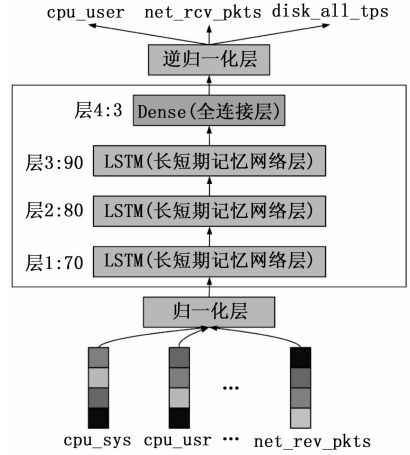 cpu_user net_rcv_pkts disk_all_tps
逆归一化层
层4:3 Dense(全连接层)
层3:90 LSTM(长短期记忆网络层)
层2:80 LSTM(长短期记忆网络层)
层1:70 LSTM(长短期记忆网络层)
归一化层
...
cpu_sys cpu_usr ... net_rev_pkts